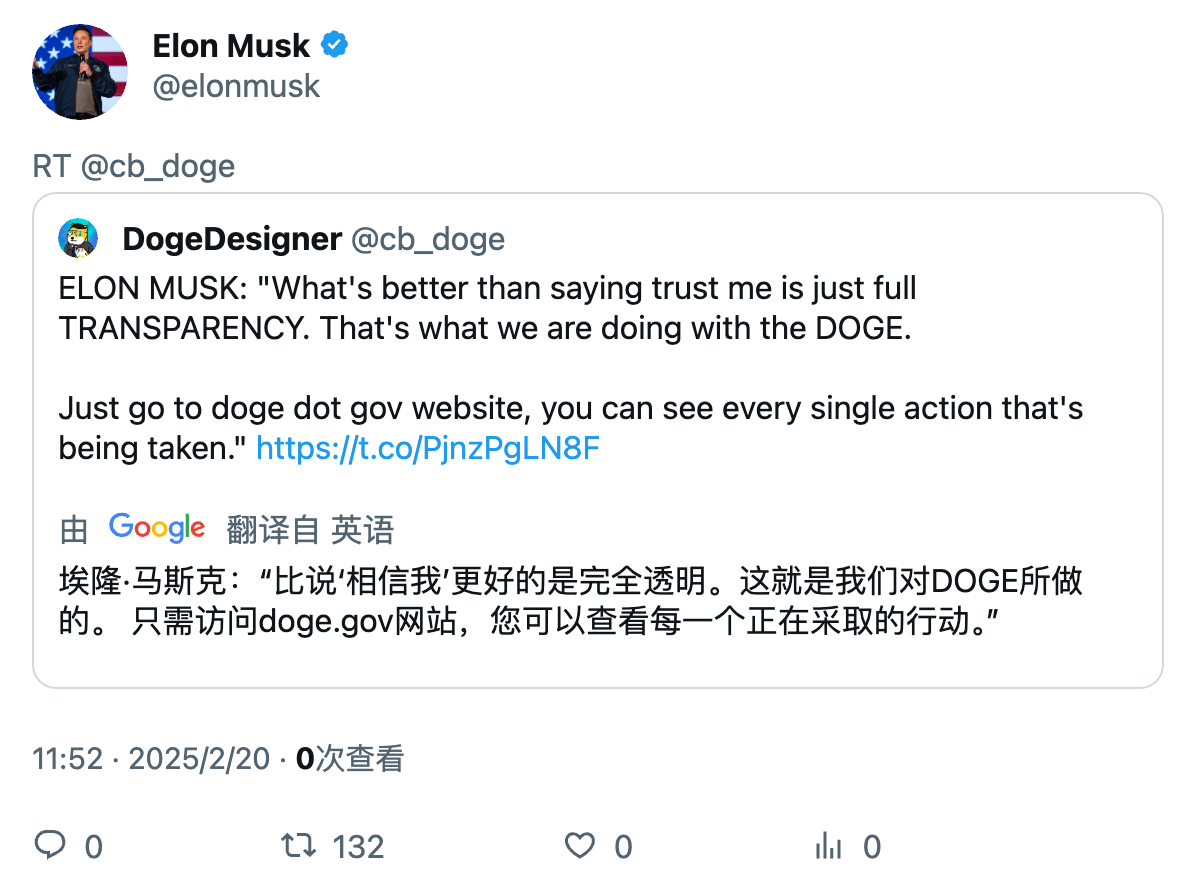 Elon Musk
@elonmusk
RT @cb_doge
DogeDesigner @cb_doge
ELON MUSK: "What's better than saying trust me is just full
TRANSPARENCY. That's what we are doing with the DOGE.
Just go to doge dot gov website, you can see every single action that's
being taken." https://t.co/PjnzPgLN8F
由 Google 翻译自 英语
埃隆·马斯克：“比说‘相信我’更好的是完全透明。这就是我们对DOGE所做
的。 只需访问doge.gov网站，您可以查看每一个正在采取的行动。”
11:52 · 2025/2/20 · 0次查看
0 132 0 0